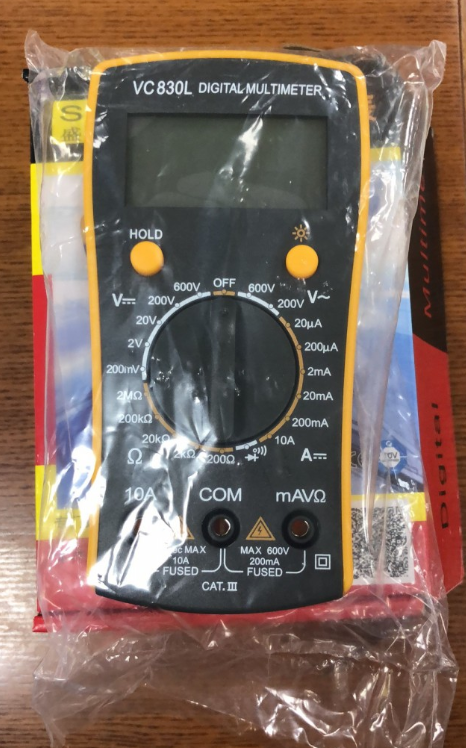 VC830L DIGITAL MULTIMETER
S
盛
HOLD
OFF
600V
600V
V⎓
200V
200V
V~
20V
20µA
2V
200µA
200mV
2mA
2MΩ
20mA
200kΩ
200mA
20kΩ
10A
Ω
2kΩ
200Ω
A⎓
10A
COM
mAVΩ
MAX
10A
FUSED
MAX 600V
200mA
FUSED
CAT. III
Digital